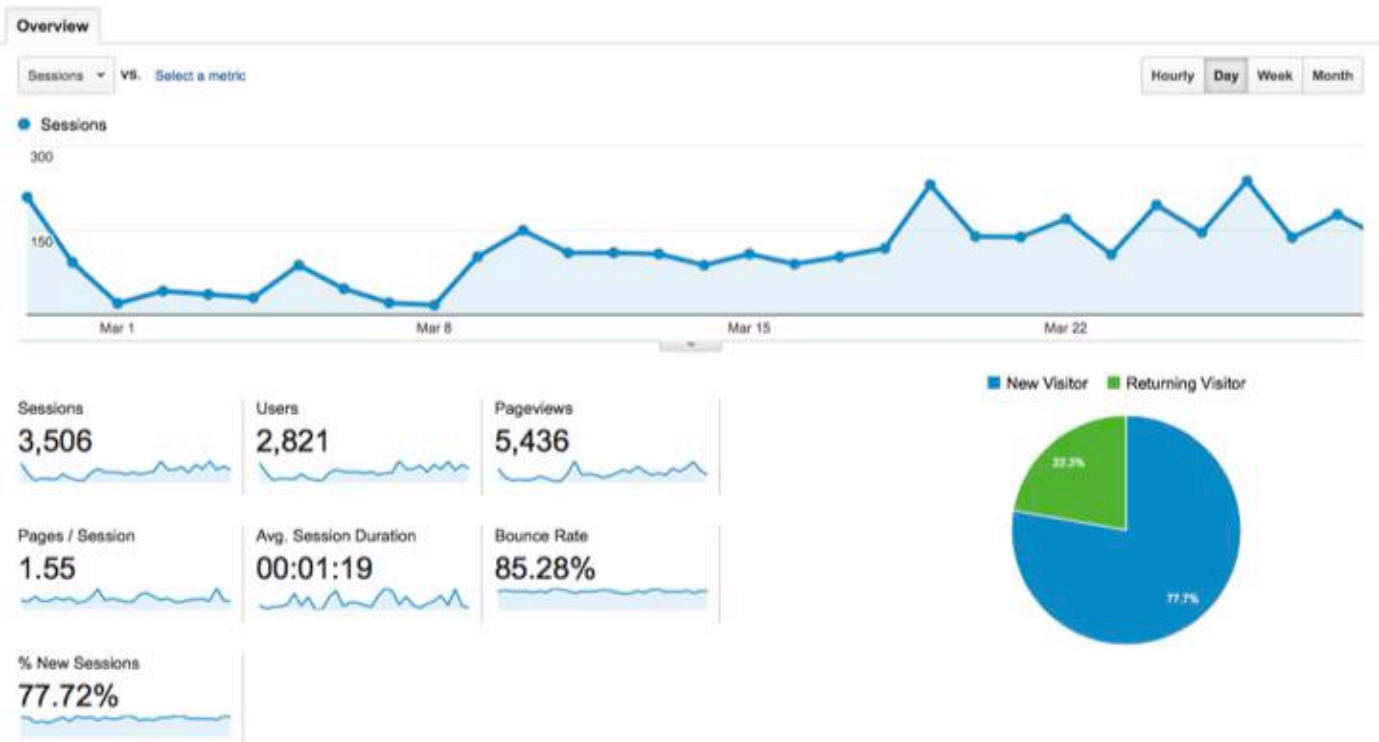 Overview
Sessions vs. Select a metric
Hourly Day Week Month
Sessions
300
150
Mar 1 Mar 8 Mar 15 Mar 22
New Visitor Returning Visitor
Sessions Users Pageviews
3,506 2,821 5,436
22.3%
Pages / Session Avg. Session Duration Bounce Rate
1.55 00:01:19 85.28%
77.7%
% New Sessions
77.72%